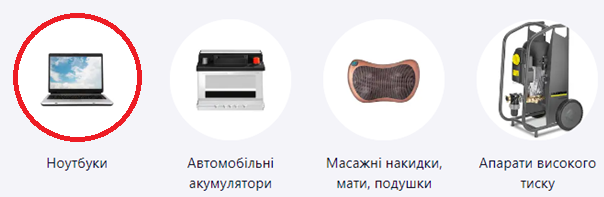 Ноутбуки
Автомобільні
акумулятори
Масажні накидки,
мати, подушки
Апарати високого
тиску